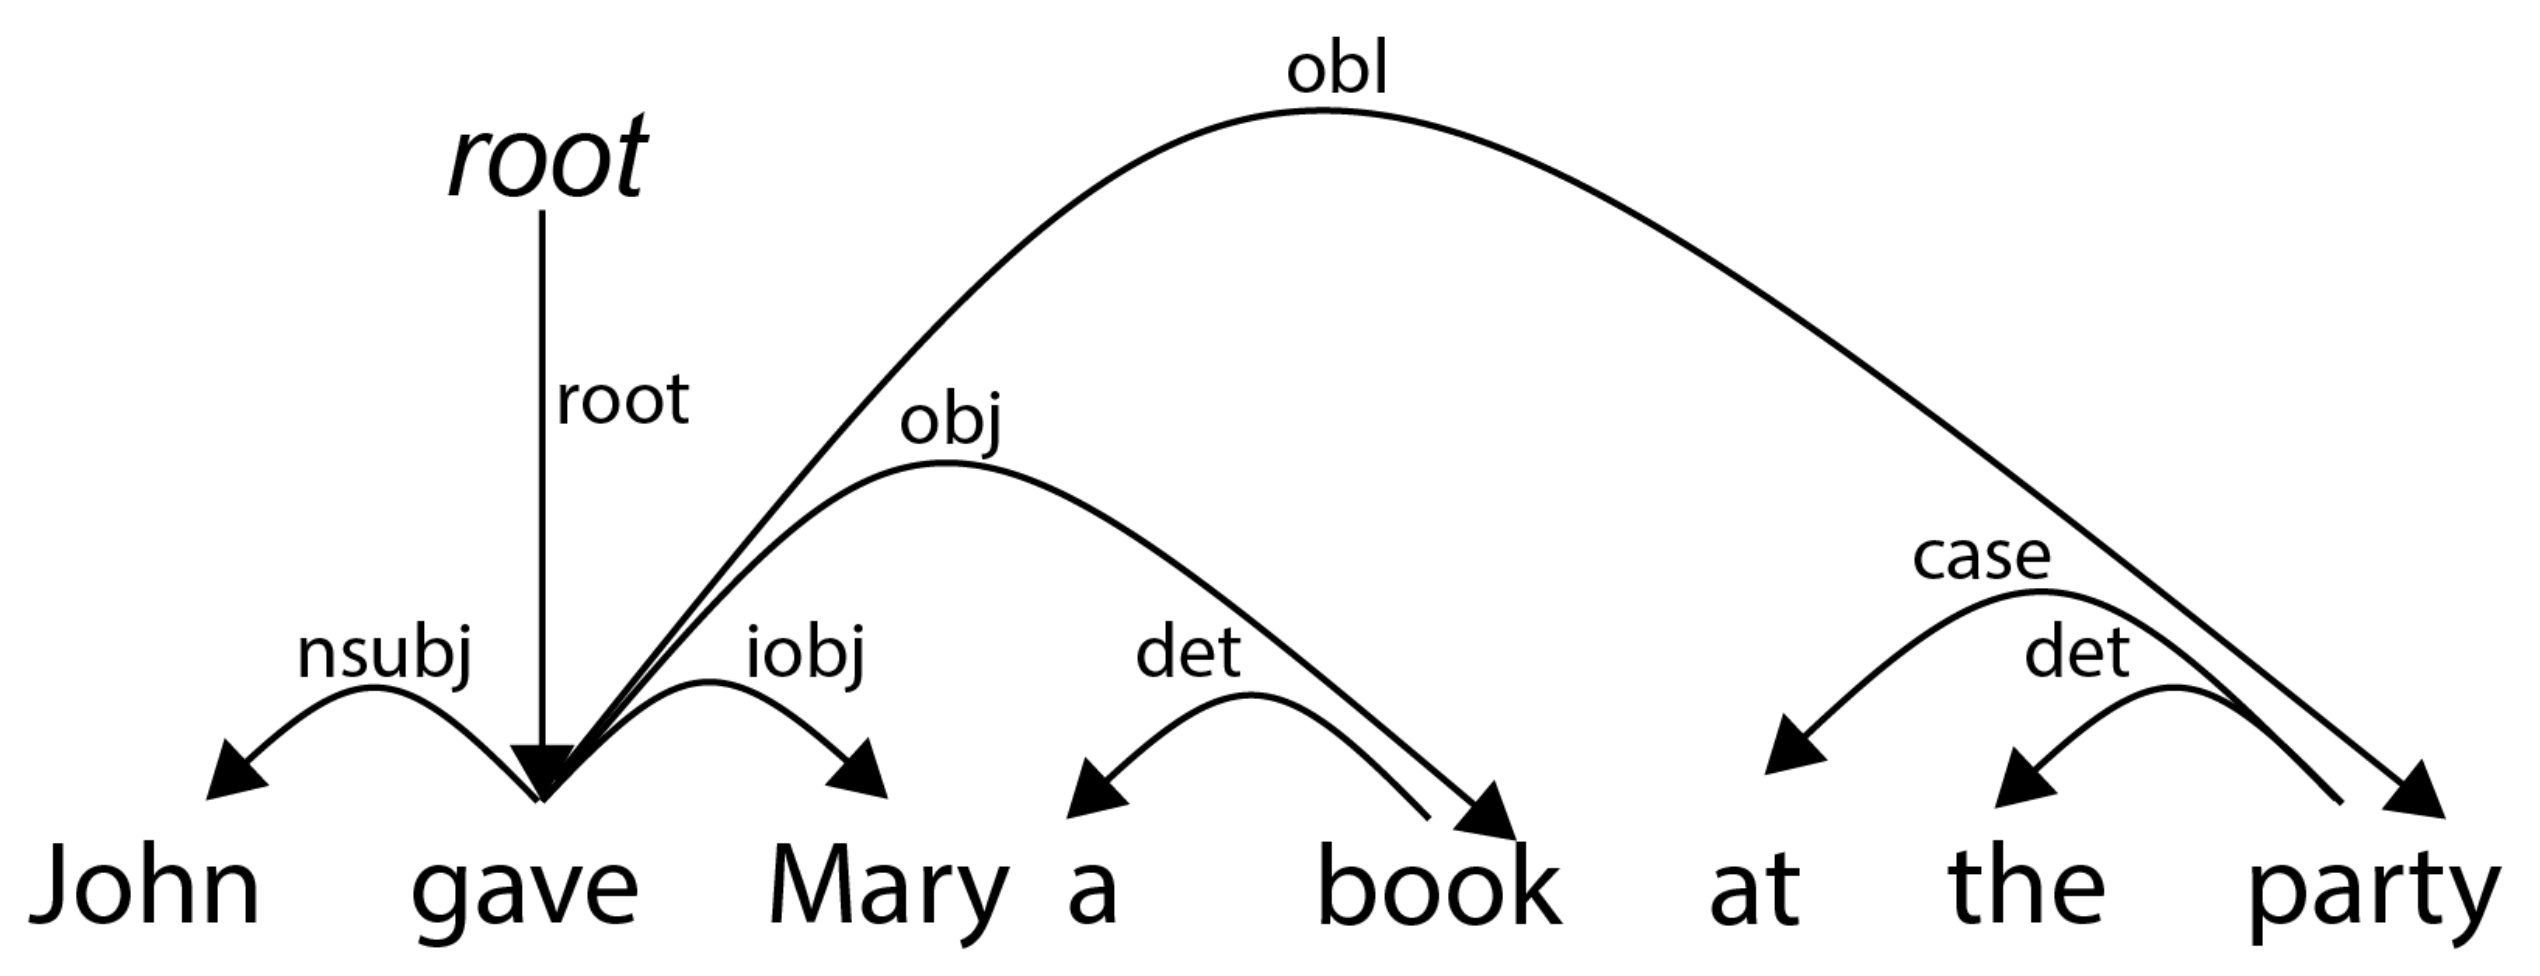 obl
root
root
obj
case
nsubj iobj det det
John gave Mary a book at the party